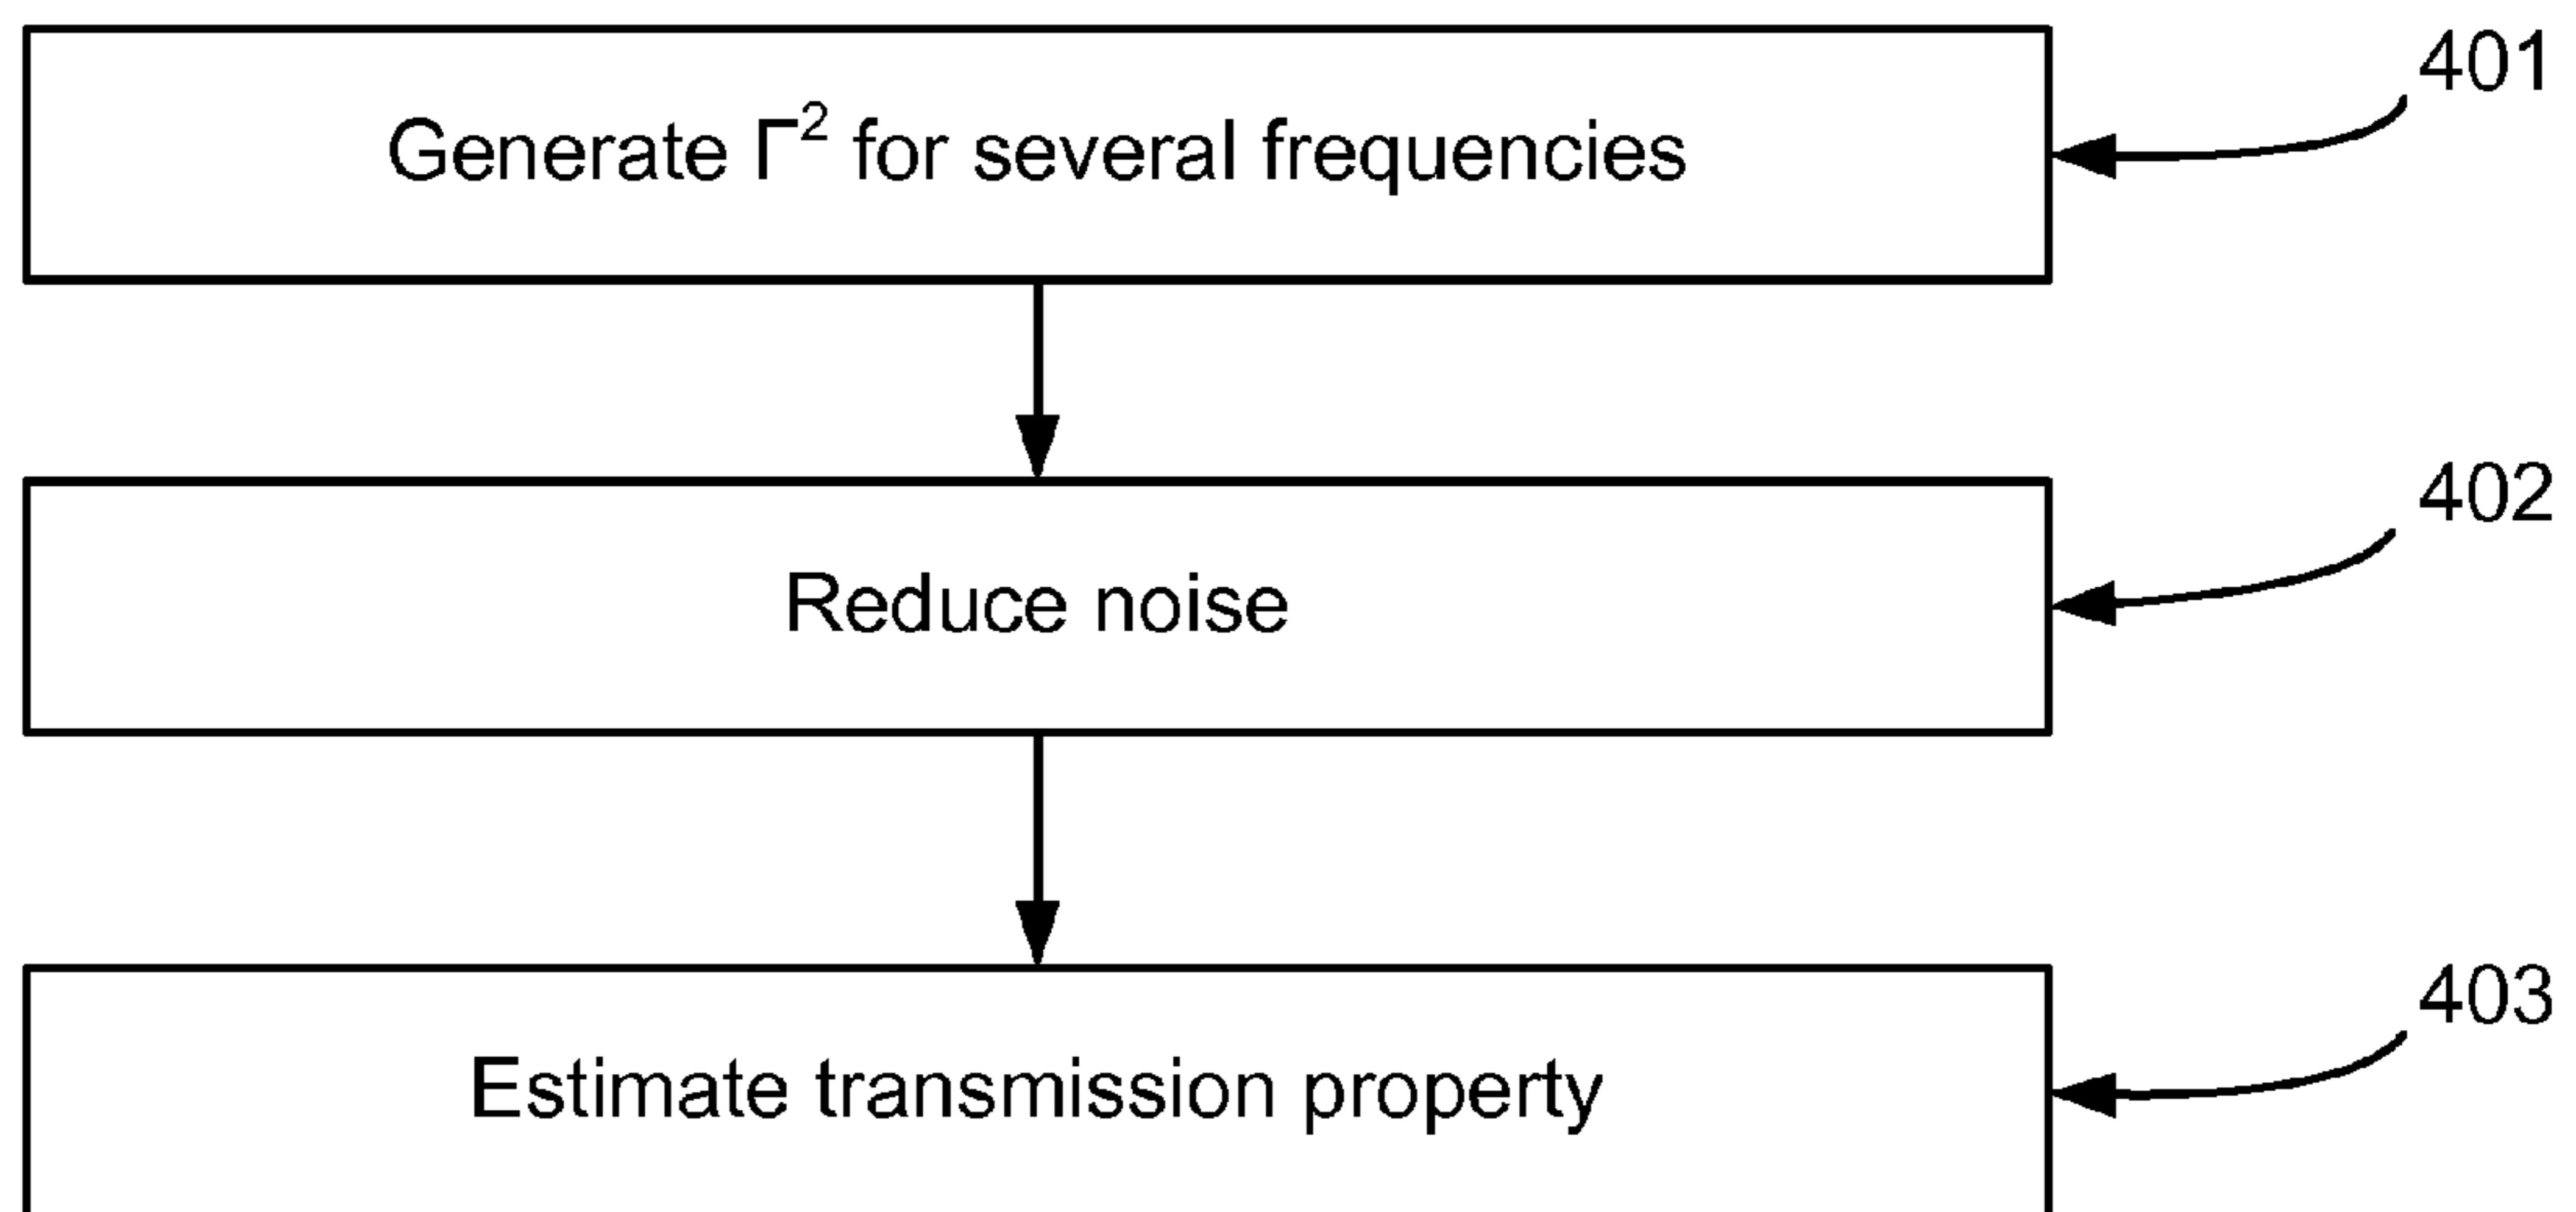 401
Generate Γ² for several frequencies
402
Reduce noise
403
Estimate transmission property